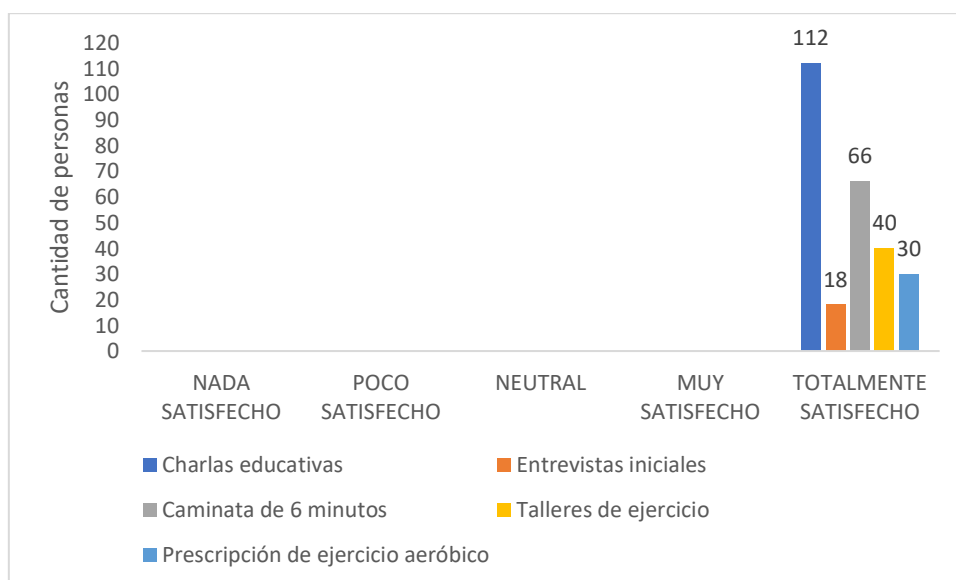 Cantidad de personas
120
110
100
90
80
70
60
50
40
30
20
10
0
112
18
66
40
30
NADA SATISFECHO
POCO SATISFECHO
NEUTRAL
MUY SATISFECHO
TOTALMENTE SATISFECHO
Charlas educativas
Entrevistas iniciales
Caminata de 6 minutos
Talleres de ejercicio
Prescripción de ejercicio aeróbico